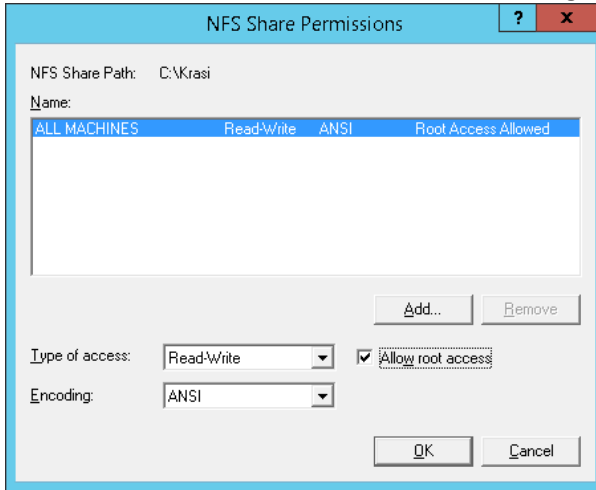 NFS Share Permissions ? x
NFS Share Path: C:\Krasi
Name:
ALL MACHINES Read-Write ANSI Root Access Allowed
Add... Remove
Type of access: Read-Write Allow root access
Encoding: ANSI
OK Cancel